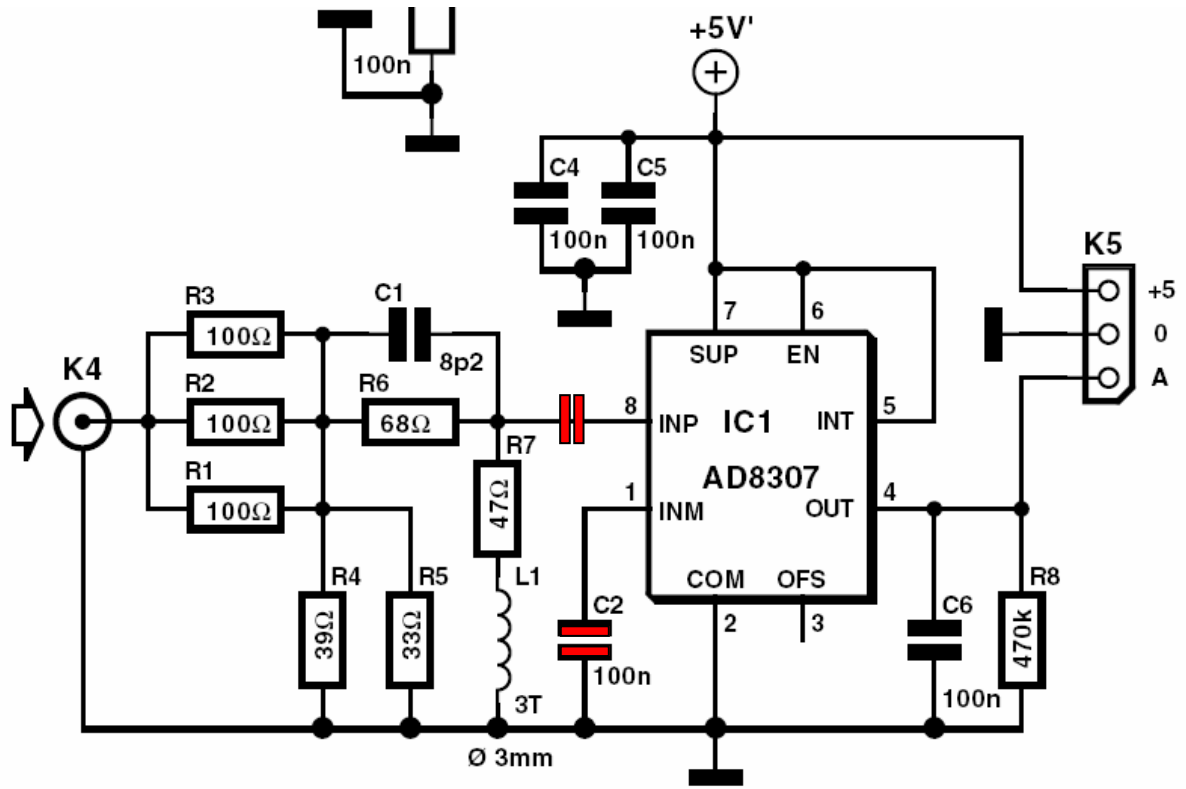 +5V'
100n
C4
C5
100n
100n
K5
R3
C1
7
6
+5
100Ω
8p2
SUP
EN
0
K4
R2
R6
A
100Ω
68Ω
8
INP
IC1
INT
5
R7
R1
AD8307
100Ω
47Ω
1
INM
OUT
4
R4
R5
L1
COM
OFS
R8
C2
2
3
C6
39Ω
33Ω
470k
100n
3T
100n
Ø 3mm